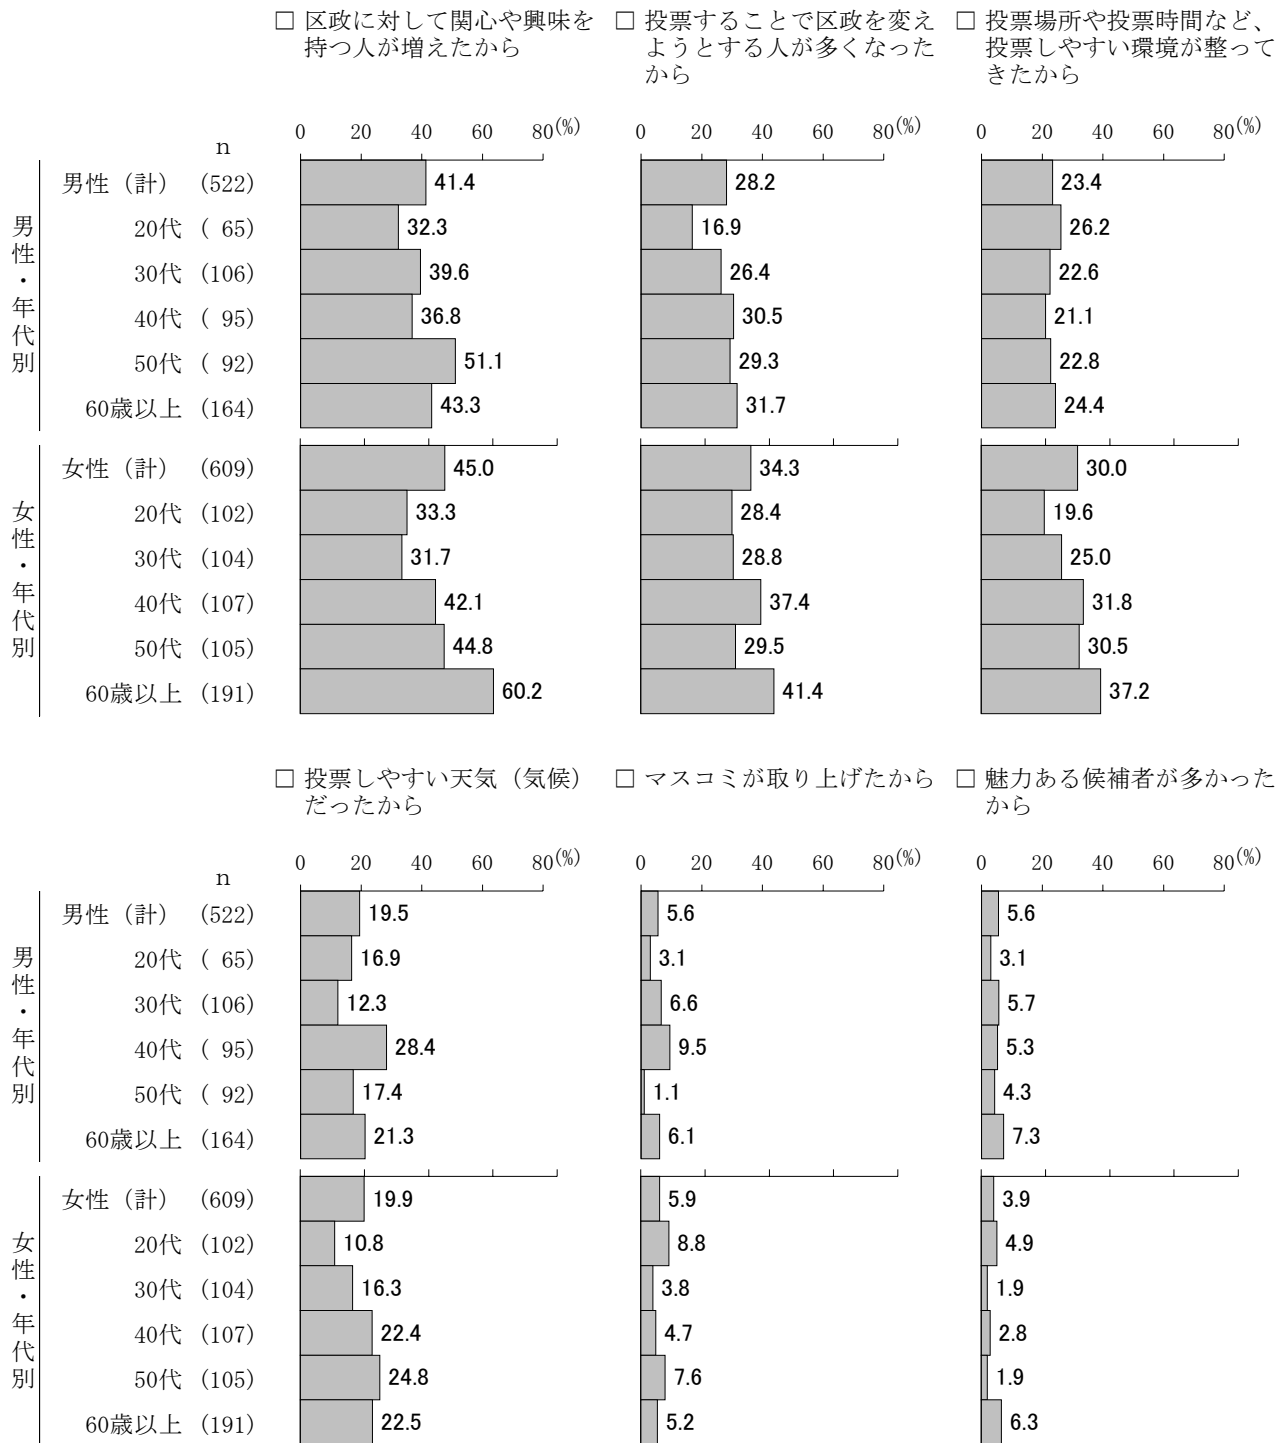 □ 区政に対して関心や興味を
持つ人が増えたから
□ 投票することで区政を変え
ようとする人が多くなった
から
□ 投票場所や投票時間など、
投票しやすい環境が整って
きたから
0 20 40 60 80(%)
0 20 40 60 80(%)
0 20 40 60 80(%)
n
男性・年代別
男性（計） (522) 41.4 28.2 23.4
20代 ( 65) 32.3 16.9 26.2
30代 (106) 39.6 26.4 22.6
40代 ( 95) 36.8 30.5 21.1
50代 ( 92) 51.1 29.3 22.8
60歳以上 (164) 43.3 31.7 24.4
女性・年代別
女性（計） (609) 45.0 34.3 30.0
20代 (102) 33.3 28.4 19.6
30代 (104) 31.7 28.8 25.0
40代 (107) 42.1 37.4 31.8
50代 (105) 44.8 29.5 30.5
60歳以上 (191) 60.2 41.4 37.2
□ 投票しやすい天気（気候）
だったから
□ マスコミが取り上げたから
□ 魅力ある候補者が多かった
から
0 20 40 60 80(%)
0 20 40 60 80(%)
0 20 40 60 80(%)
n
男性・年代別
男性（計） (522) 19.5 5.6 5.6
20代 ( 65) 16.9 3.1 3.1
30代 (106) 12.3 6.6 5.7
40代 ( 95) 28.4 9.5 5.3
50代 ( 92) 17.4 1.1 4.3
60歳以上 (164) 21.3 6.1 7.3
女性・年代別
女性（計） (609) 19.9 5.9 3.9
20代 (102) 10.8 8.8 4.9
30代 (104) 16.3 3.8 1.9
40代 (107) 22.4 4.7 2.8
50代 (105) 24.8 7.6 1.9
60歳以上 (191) 22.5 5.2 6.3